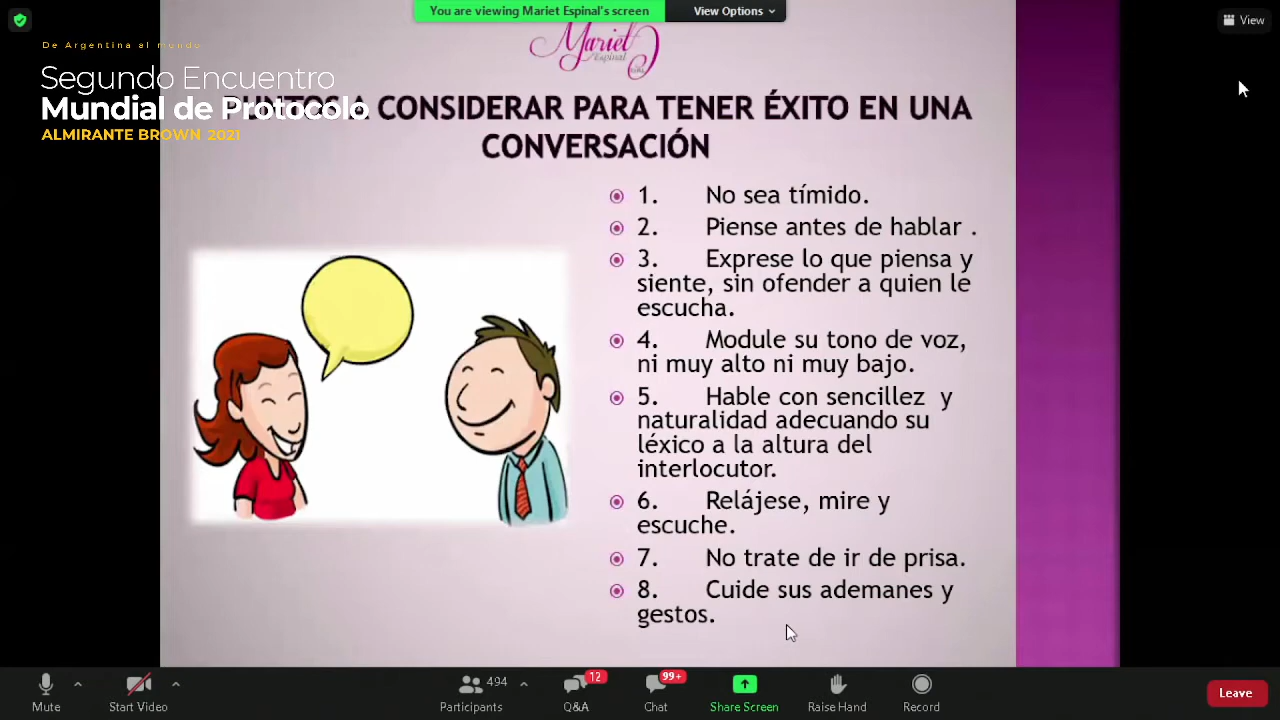 You are viewing Mariet Espinal's screen
View Options
View
De Argentina al mundo
Segundo Encuentro
Mundial de Protocolo
ALMIRANTE BROWN 2021
Mariel
Espinal
A CONSIDERAR PARA TENER ÉXITO EN UNA
CONVERSACIÓN
1. No sea tímido.
2. Piense antes de hablar .
3. Exprese lo que piensa y
siente, sin ofender a quien le
escucha.
4. Module su tono de voz,
ni muy alto ni muy bajo.
5. Hable con sencillez y
naturalidad adecuando su
léxico a la altura del
interlocutor.
6. Relájese, mire y
escuche.
7. No trate de ir de prisa.
8. Cuide sus ademanes y
gestos.
494
12
99+
Mute
Start Video
Participants
Q&A
Chat
Share Screen
Raise Hand
Record
Leave